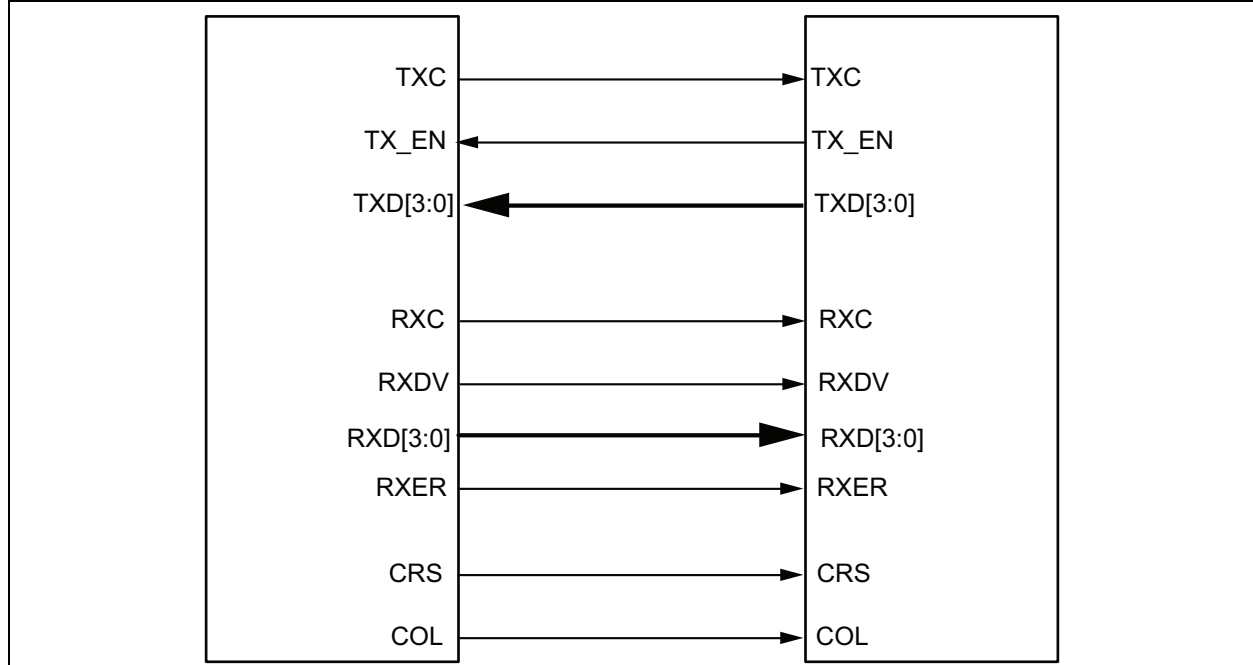 TXC TXC
TX_EN TX_EN
TXD[3:0] TXD[3:0]
RXC RXC
RXDV RXDV
RXD[3:0] RXD[3:0]
RXER RXER
CRS CRS
COL COL